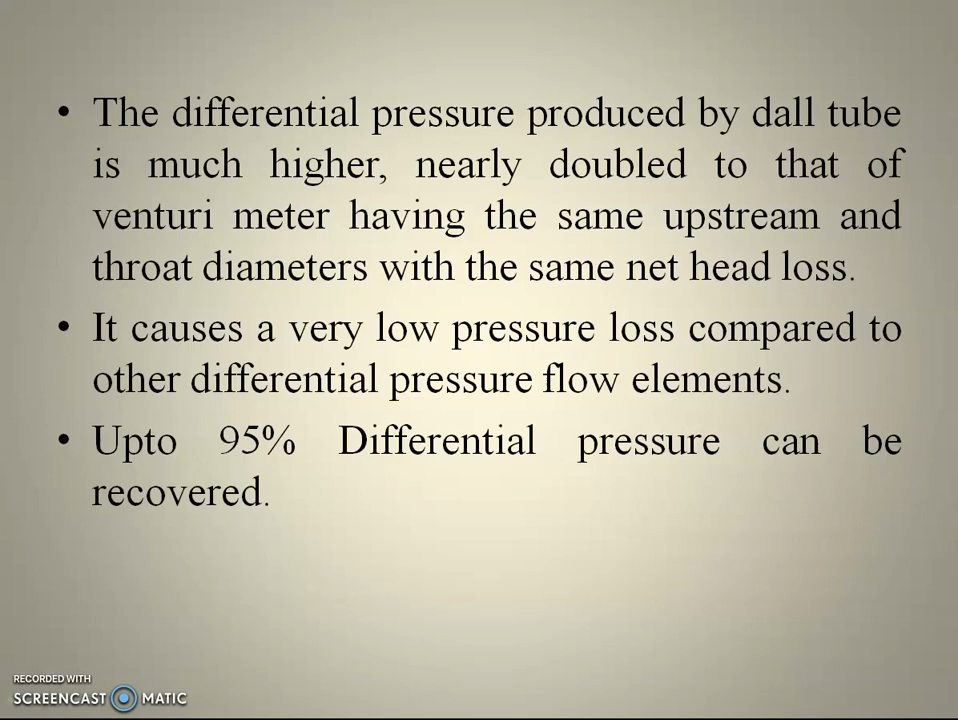 • The differential pressure produced by dall tube
is much higher, nearly doubled to that of
venturi meter having the same upstream and
throat diameters with the same net head loss.
• It causes a very low pressure loss compared to
other differential pressure flow elements.
• Upto 95% Differential pressure can be
recovered.
RECORDED WITH
SCREENCAST MATIC